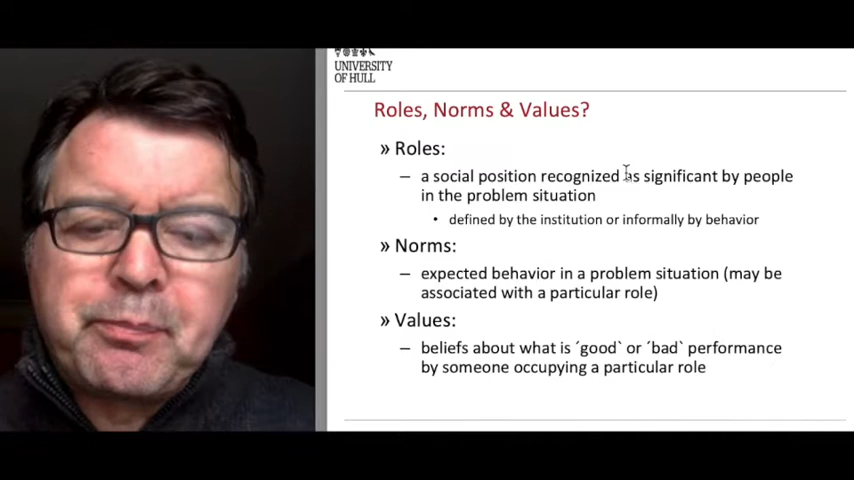 UNIVERSITY
OF HULL
Roles, Norms & Values?
» Roles:
– a social position recognized as significant by people
in the problem situation
• defined by the institution or informally by behavior
» Norms:
– expected behavior in a problem situation (may be
associated with a particular role)
» Values:
– beliefs about what is ´good` or ´bad` performance
by someone occupying a particular role